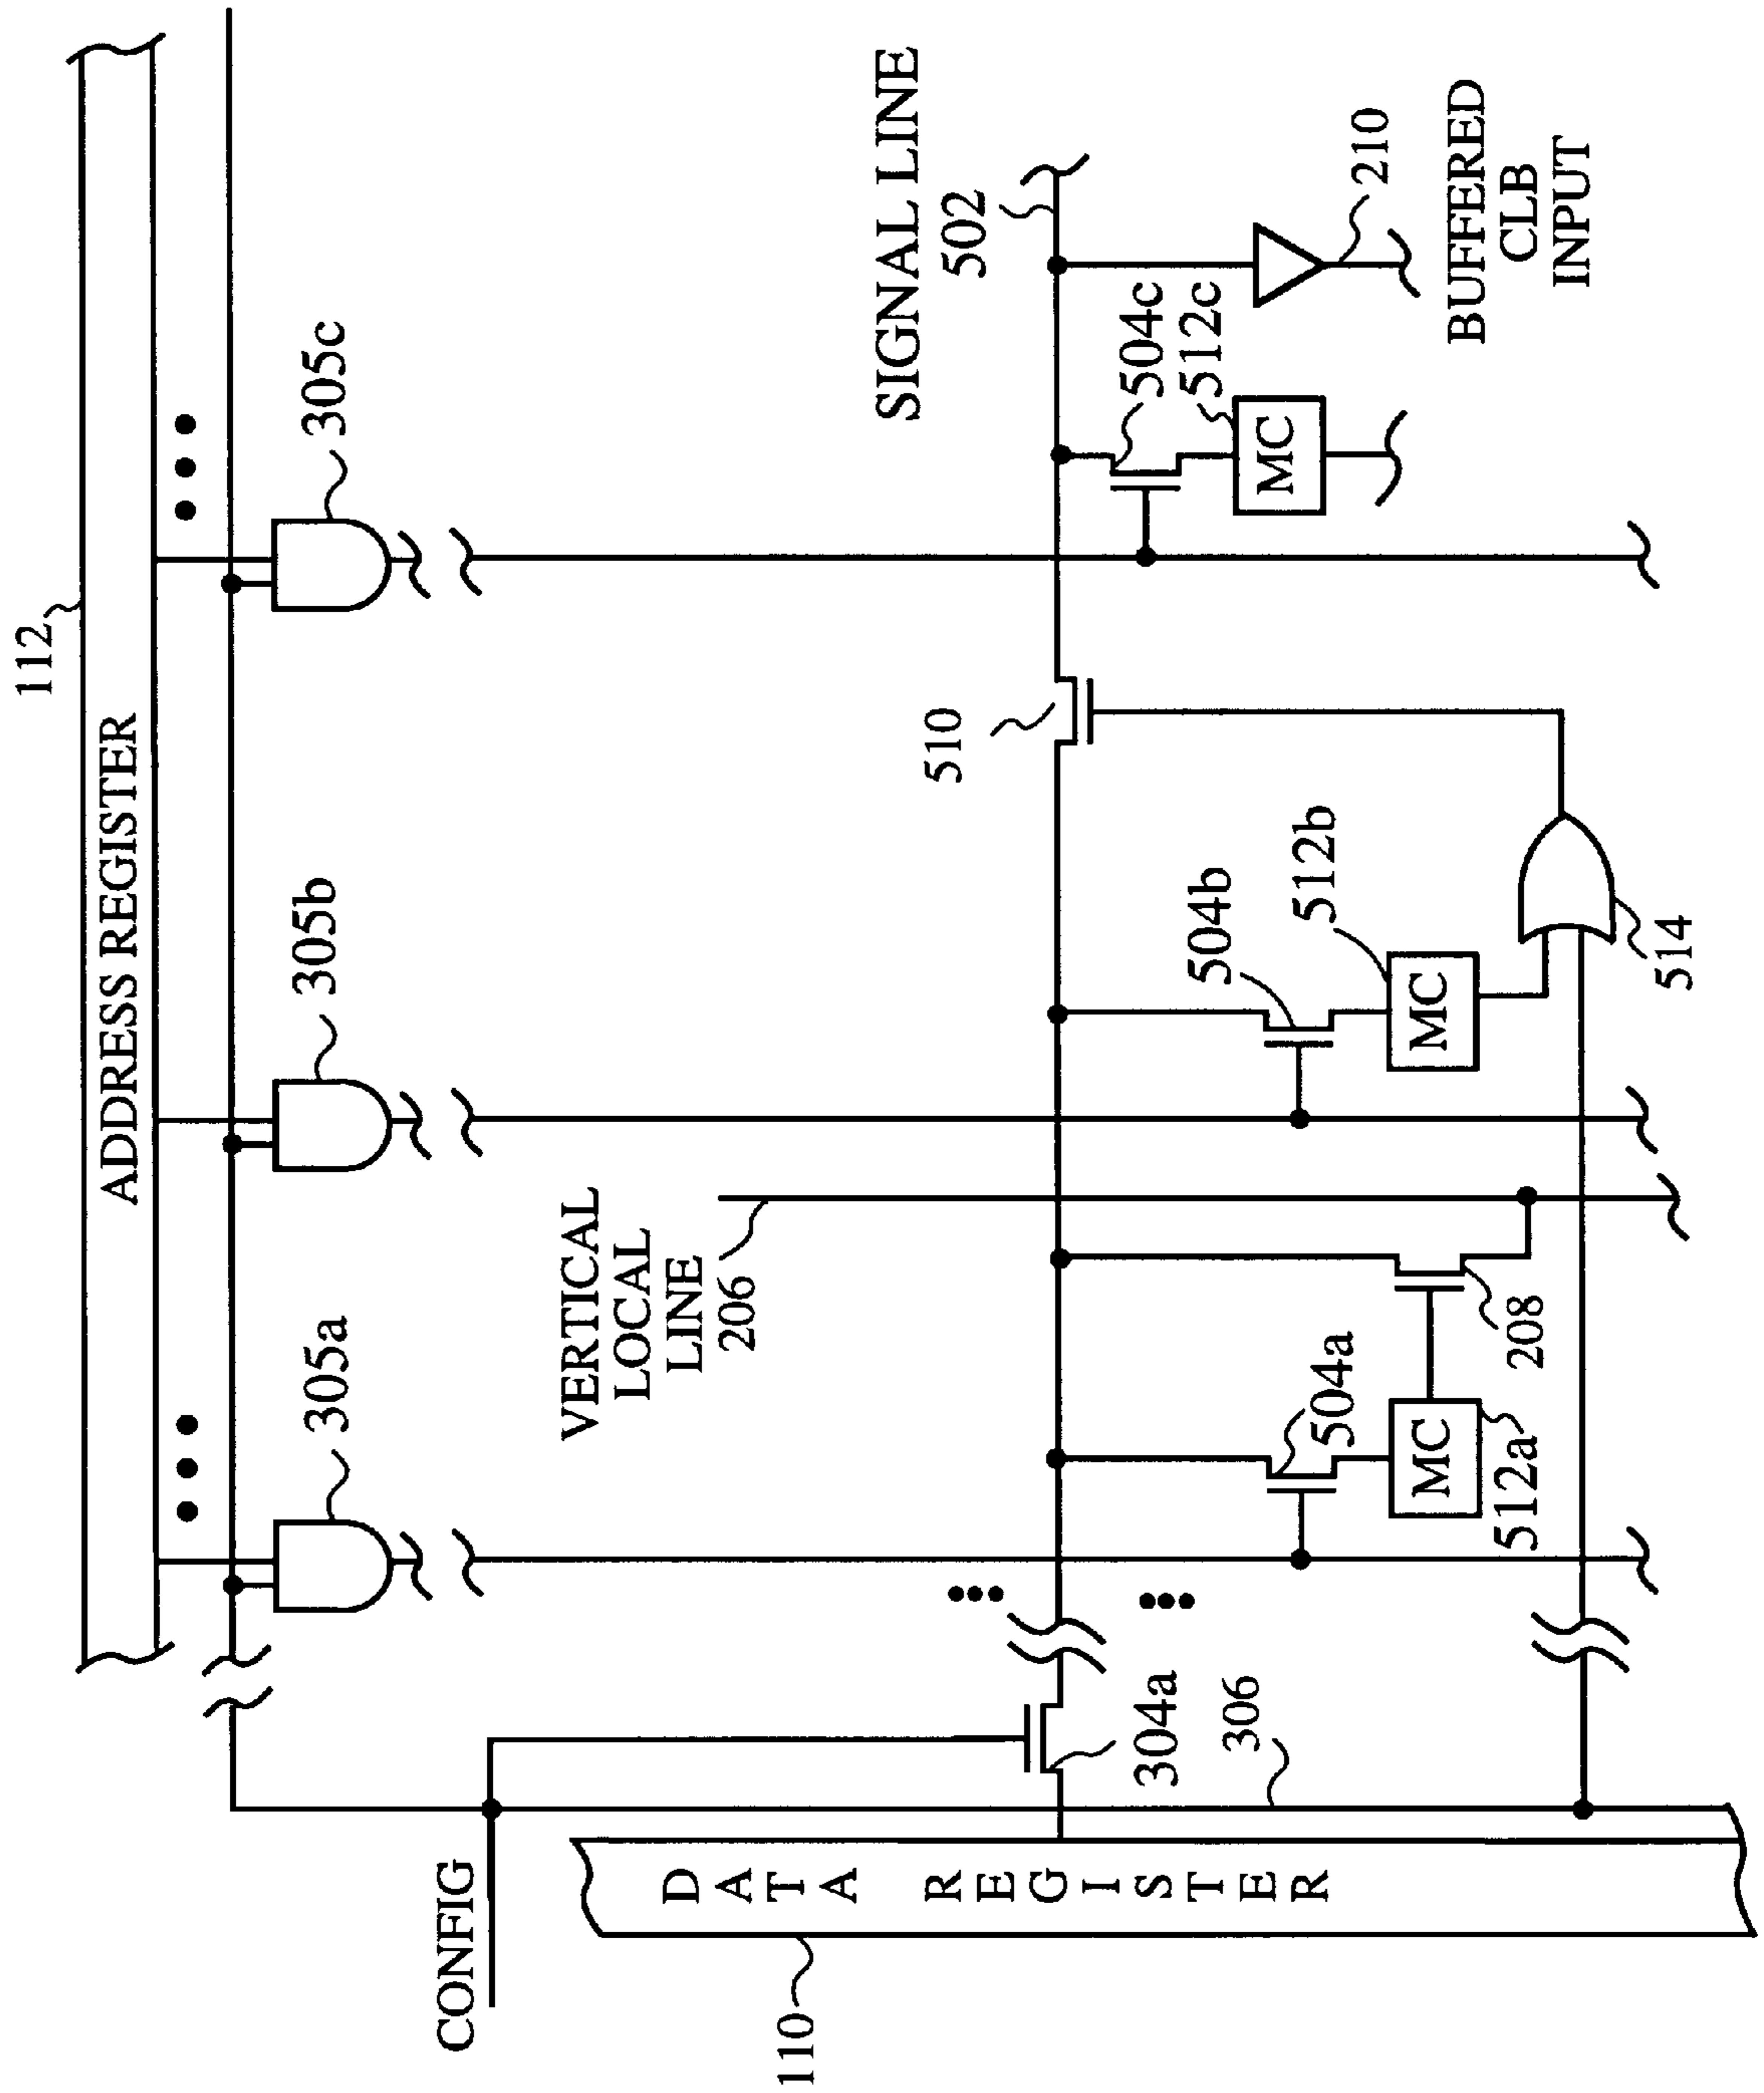 112
ADDRESS REGISTER
305a
305b
305c
CONFIG
VERTICAL
LOCAL
LINE
206
510
SIGNAL LINE
502
110
DATA REGISTER
304a
306
504a
MC
512a
208
504b
512b
MC
514
504c
512c
MC
210
BUFFERED
CLB
INPUT